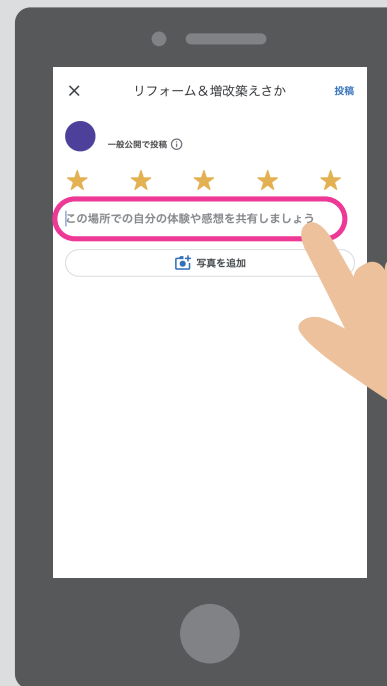 リフォーム＆増改築えさか
投稿
一般公開で投稿
この場所での自分の体験や感想を共有しましょう
写真を追加